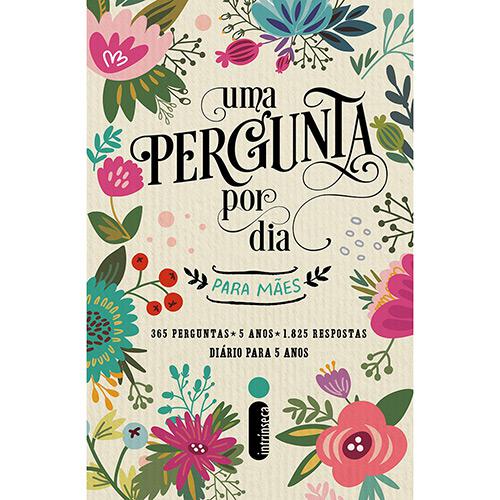 uma
PERGUNTA
por
dia
PARA MÃES
365 PERGUNTAS★5 ANOS★1.825 RESPOSTAS
DIÁRIO PARA 5 ANOS
intrínseca